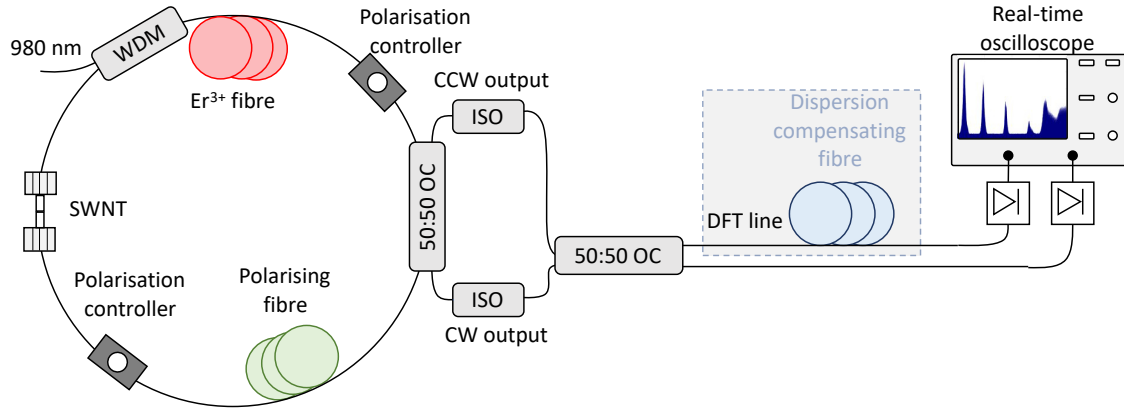 Polarisation
controller
Real-time
oscilloscope
980 nm
WDM
Er³⁺ fibre
CCW output
ISO
Dispersion
compensating
fibre
SWNT
50:50 OC
DFT line
50:50 OC
Polarisation
controller
Polarising
fibre
ISO
CW output